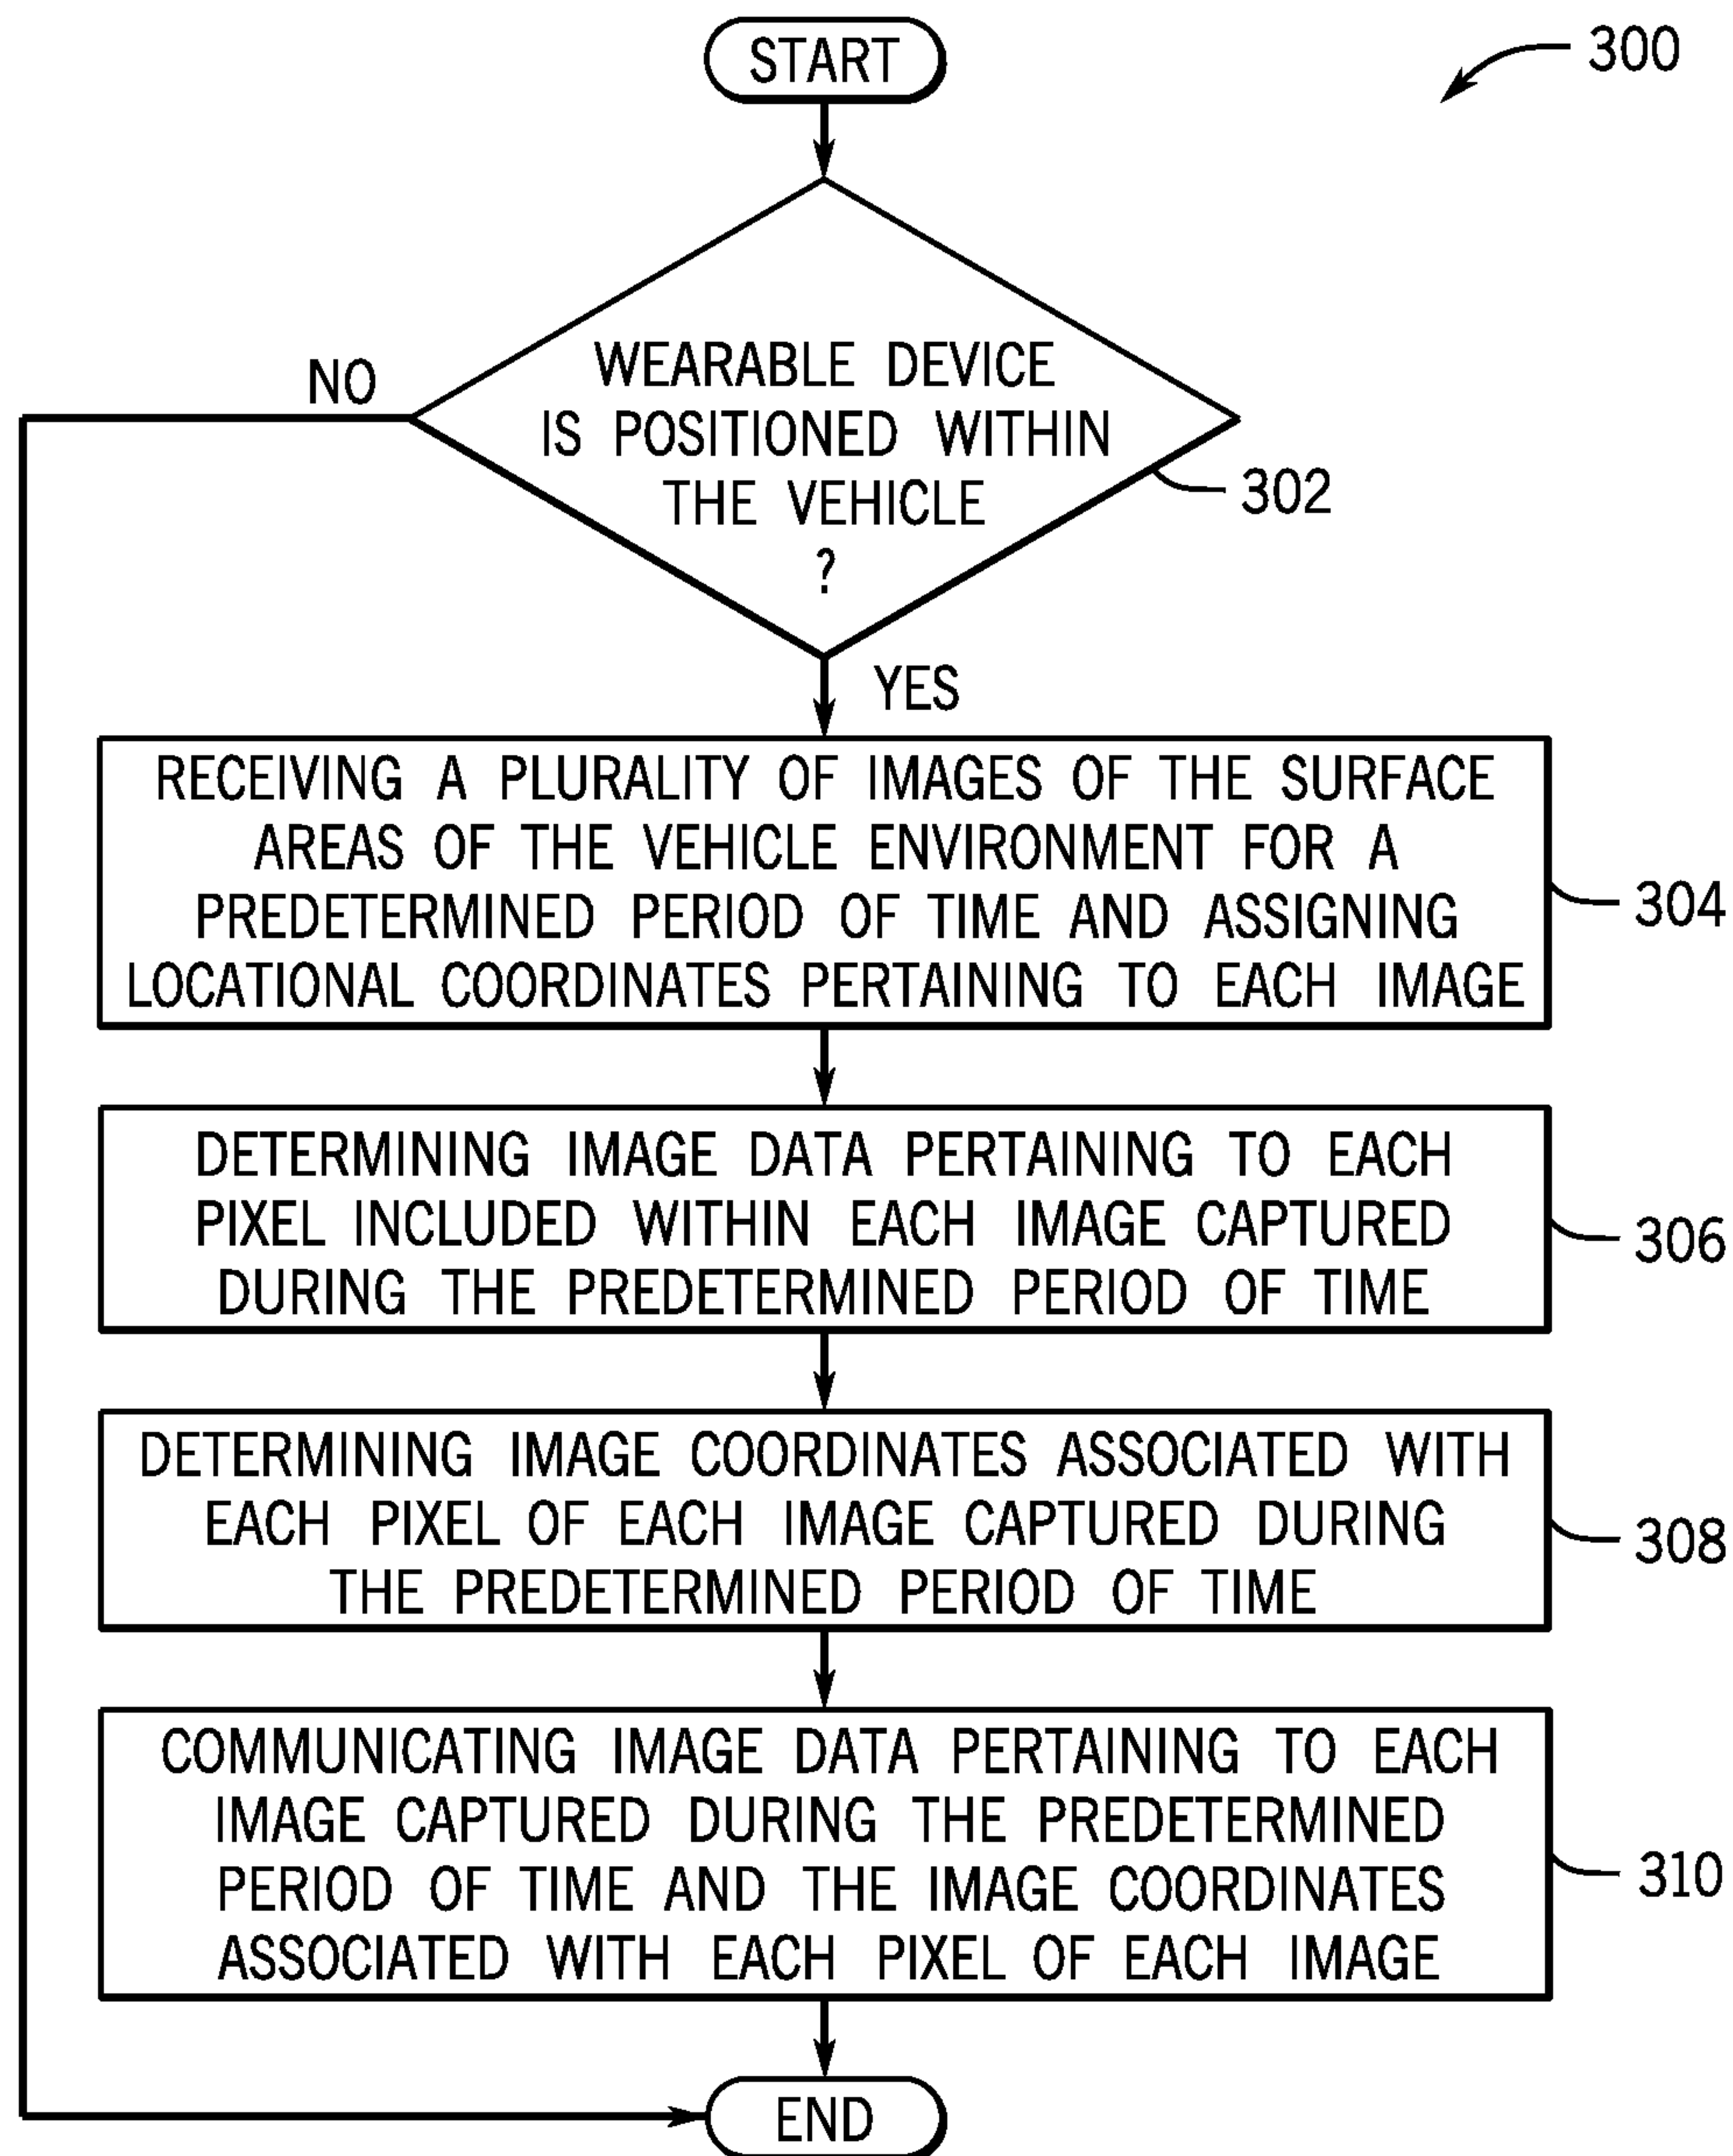 START
300
NO
WEARABLE DEVICE
IS POSITIONED WITHIN
THE VEHICLE
?
302
YES
RECEIVING A PLURALITY OF IMAGES OF THE SURFACE
AREAS OF THE VEHICLE ENVIRONMENT FOR A
PREDETERMINED PERIOD OF TIME AND ASSIGNING
LOCATIONAL COORDINATES PERTAINING TO EACH IMAGE
304
DETERMINING IMAGE DATA PERTAINING TO EACH
PIXEL INCLUDED WITHIN EACH IMAGE CAPTURED
DURING THE PREDETERMINED PERIOD OF TIME
306
DETERMINING IMAGE COORDINATES ASSOCIATED WITH
EACH PIXEL OF EACH IMAGE CAPTURED DURING
THE PREDETERMINED PERIOD OF TIME
308
COMMUNICATING IMAGE DATA PERTAINING TO EACH
IMAGE CAPTURED DURING THE PREDETERMINED
PERIOD OF TIME AND THE IMAGE COORDINATES
ASSOCIATED WITH EACH PIXEL OF EACH IMAGE
310
END